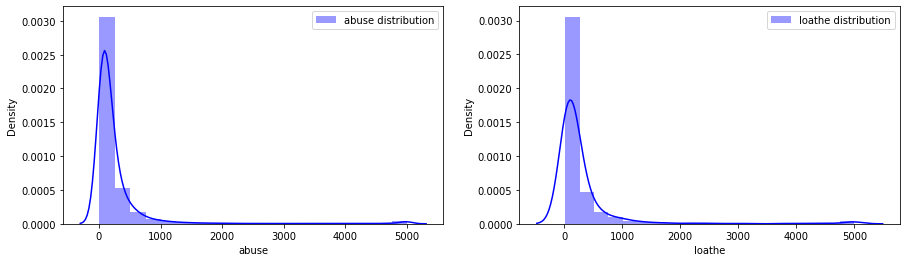 abuse distribution
0.0030
0.0025
0.0020
0.0015
0.0010
0.0005
0.0000
Density
0 1000 2000 3000 4000 5000
abuse
loathe distribution
0.0030
0.0025
0.0020
0.0015
0.0010
0.0005
0.0000
Density
0 1000 2000 3000 4000 5000
loathe